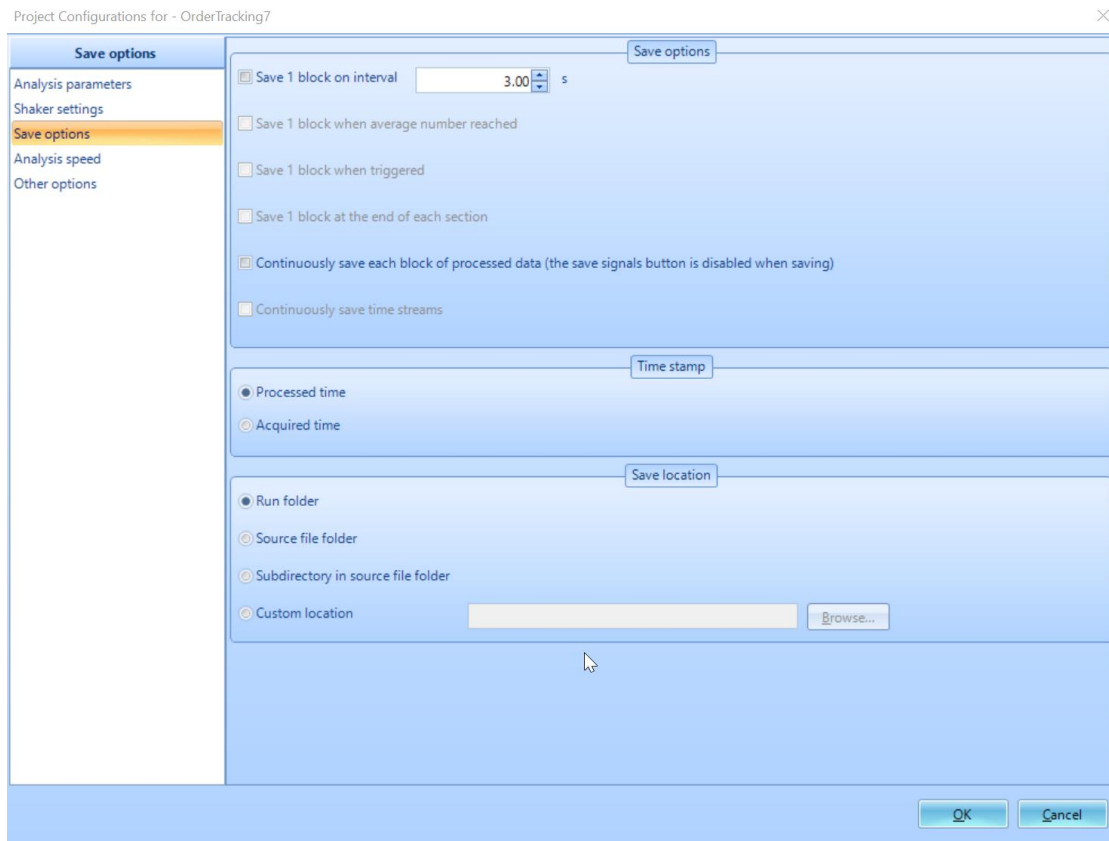 Project Configurations for - OrderTracking7
Save options
Analysis parameters
Shaker settings
Save options
Analysis speed
Other options
Save options
Save 1 block on interval 3.00 s
Save 1 block when average number reached
Save 1 block when triggered
Save 1 block at the end of each section
Continuously save each block of processed data (the save signals button is disabled when saving)
Continuously save time streams
Time stamp
Processed time
Acquired time
Save location
Run folder
Source file folder
Subdirectory in source file folder
Custom location Browse...
OK Cancel